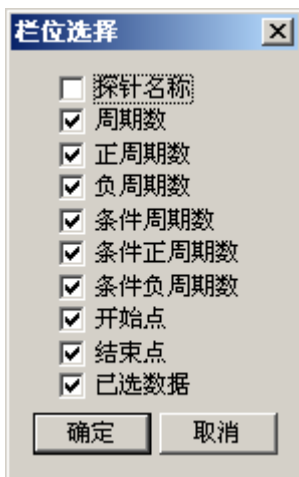 栏位选择
探针名称
周期数
正周期数
负周期数
条件周期数
条件正周期数
条件负周期数
开始点
结束点
已选数据
确定 取消